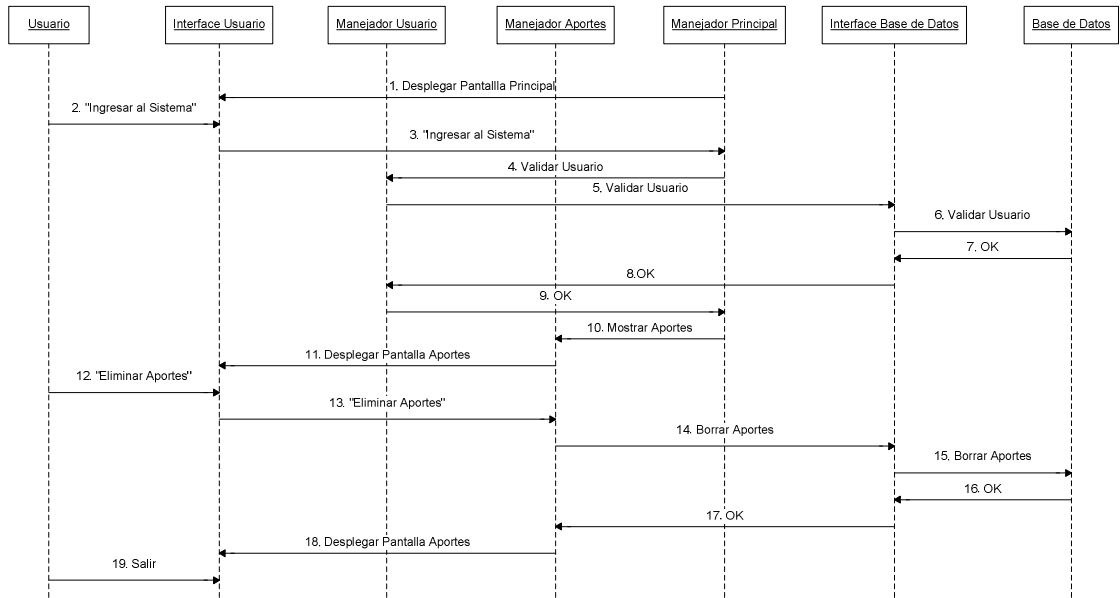 Usuario
Interface Usuario
Manejador Usuario
Manejador Aportes
Manejador Principal
Interface Base de Datos
Base de Datos
1. Desplegar Pantallla Principal
2. "Ingresar al Sistema"
3. "Ingresar al Sistema"
4. Validar Usuario
5. Validar Usuario
6. Validar Usuario
7. OK
8.OK
9. OK
10. Mostrar Aportes
11. Desplegar Pantalla Aportes
12. "Eliminar Aportes"
13. "Eliminar Aportes"
14. Borrar Aportes
15. Borrar Aportes
16. OK
17. OK
18. Desplegar Pantalla Aportes
19. Salir